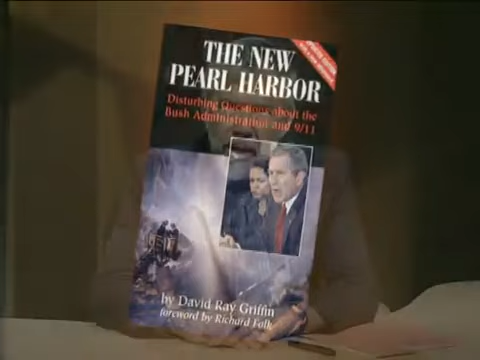 THE NEW
PEARL HARBOR
Disturbing Questions about the
Bush Administration and 9/11
by David Ray Griffin
foreword by Richard Falk